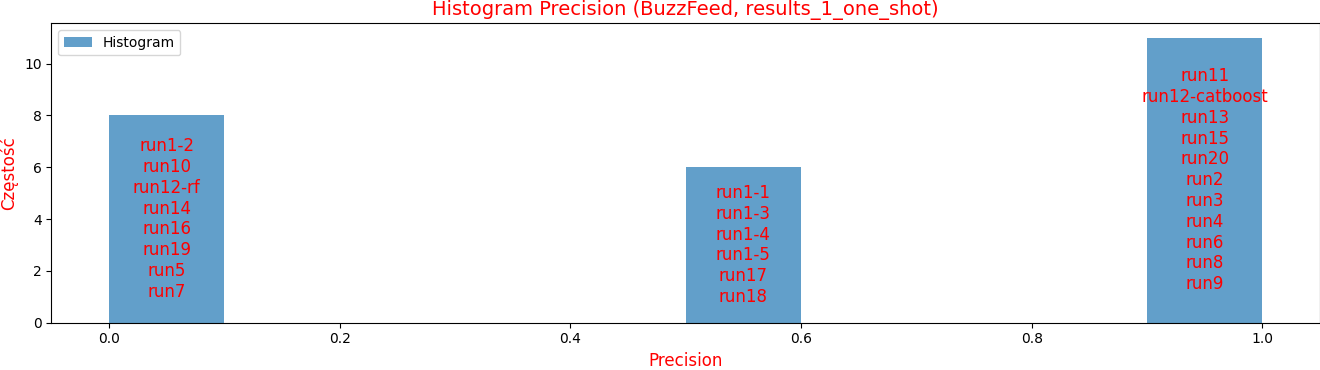 Histogram Precision (BuzzFeed, results_1_one_shot)
Histogram
Częstość
10
8
6
4
2
0
run1-2
run10
run12-rf
run14
run16
run19
run5
run7
run1-1
run1-3
run1-4
run1-5
run17
run18
run11
run12-catboost
run13
run15
run20
run2
run3
run4
run6
run8
run9
0.0 0.2 0.4 0.6 0.8 1.0
Precision